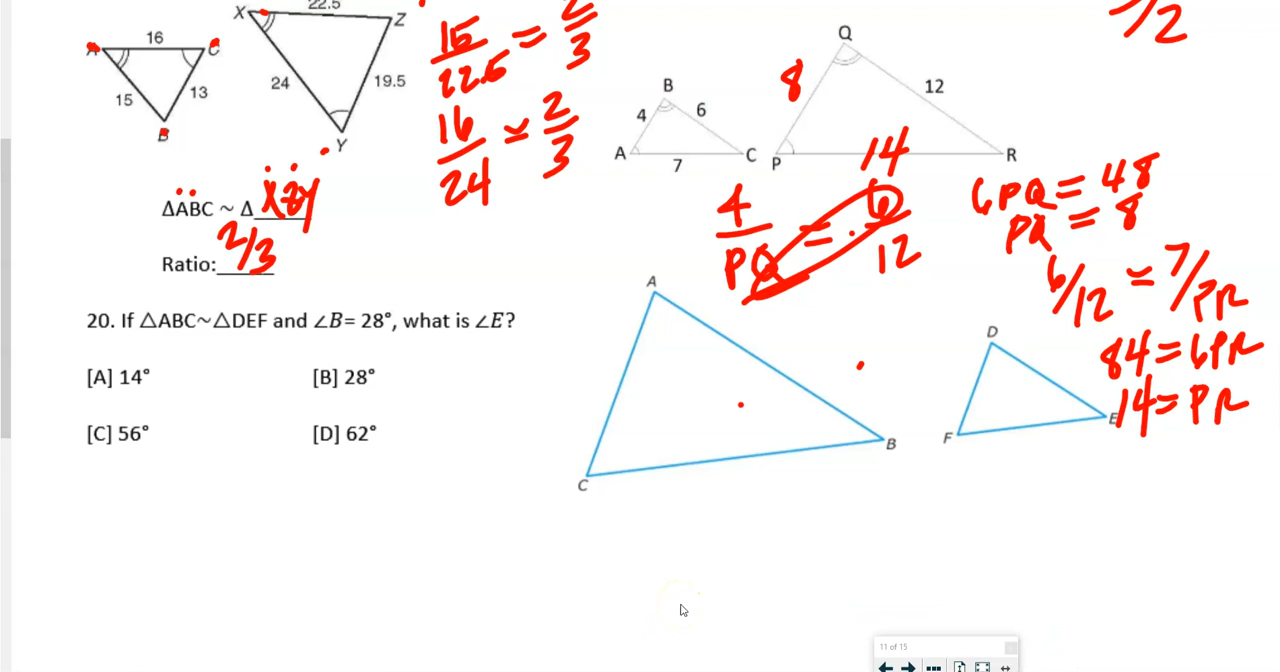 X
22.5
Z
24
19.5
Y
16
A
C
15
13
B
15/22.5 = 2/3
16/24 = 2/3
/2
ΔABC ~ Δ XZY
Ratio: 2/3
B
4
6
A
7
C
Q
8
12
P
14
R
4/PQ = 6/12
6PQ = 48
PQ = 8
6/12 = 7/PR
84 = 6PR
14 = PR
20. If △ABC~△DEF and ∠B= 28°, what is ∠E?
[A] 14°
[B] 28°
[C] 56°
[D] 62°
A
B
C
D
E
F
11 of 15